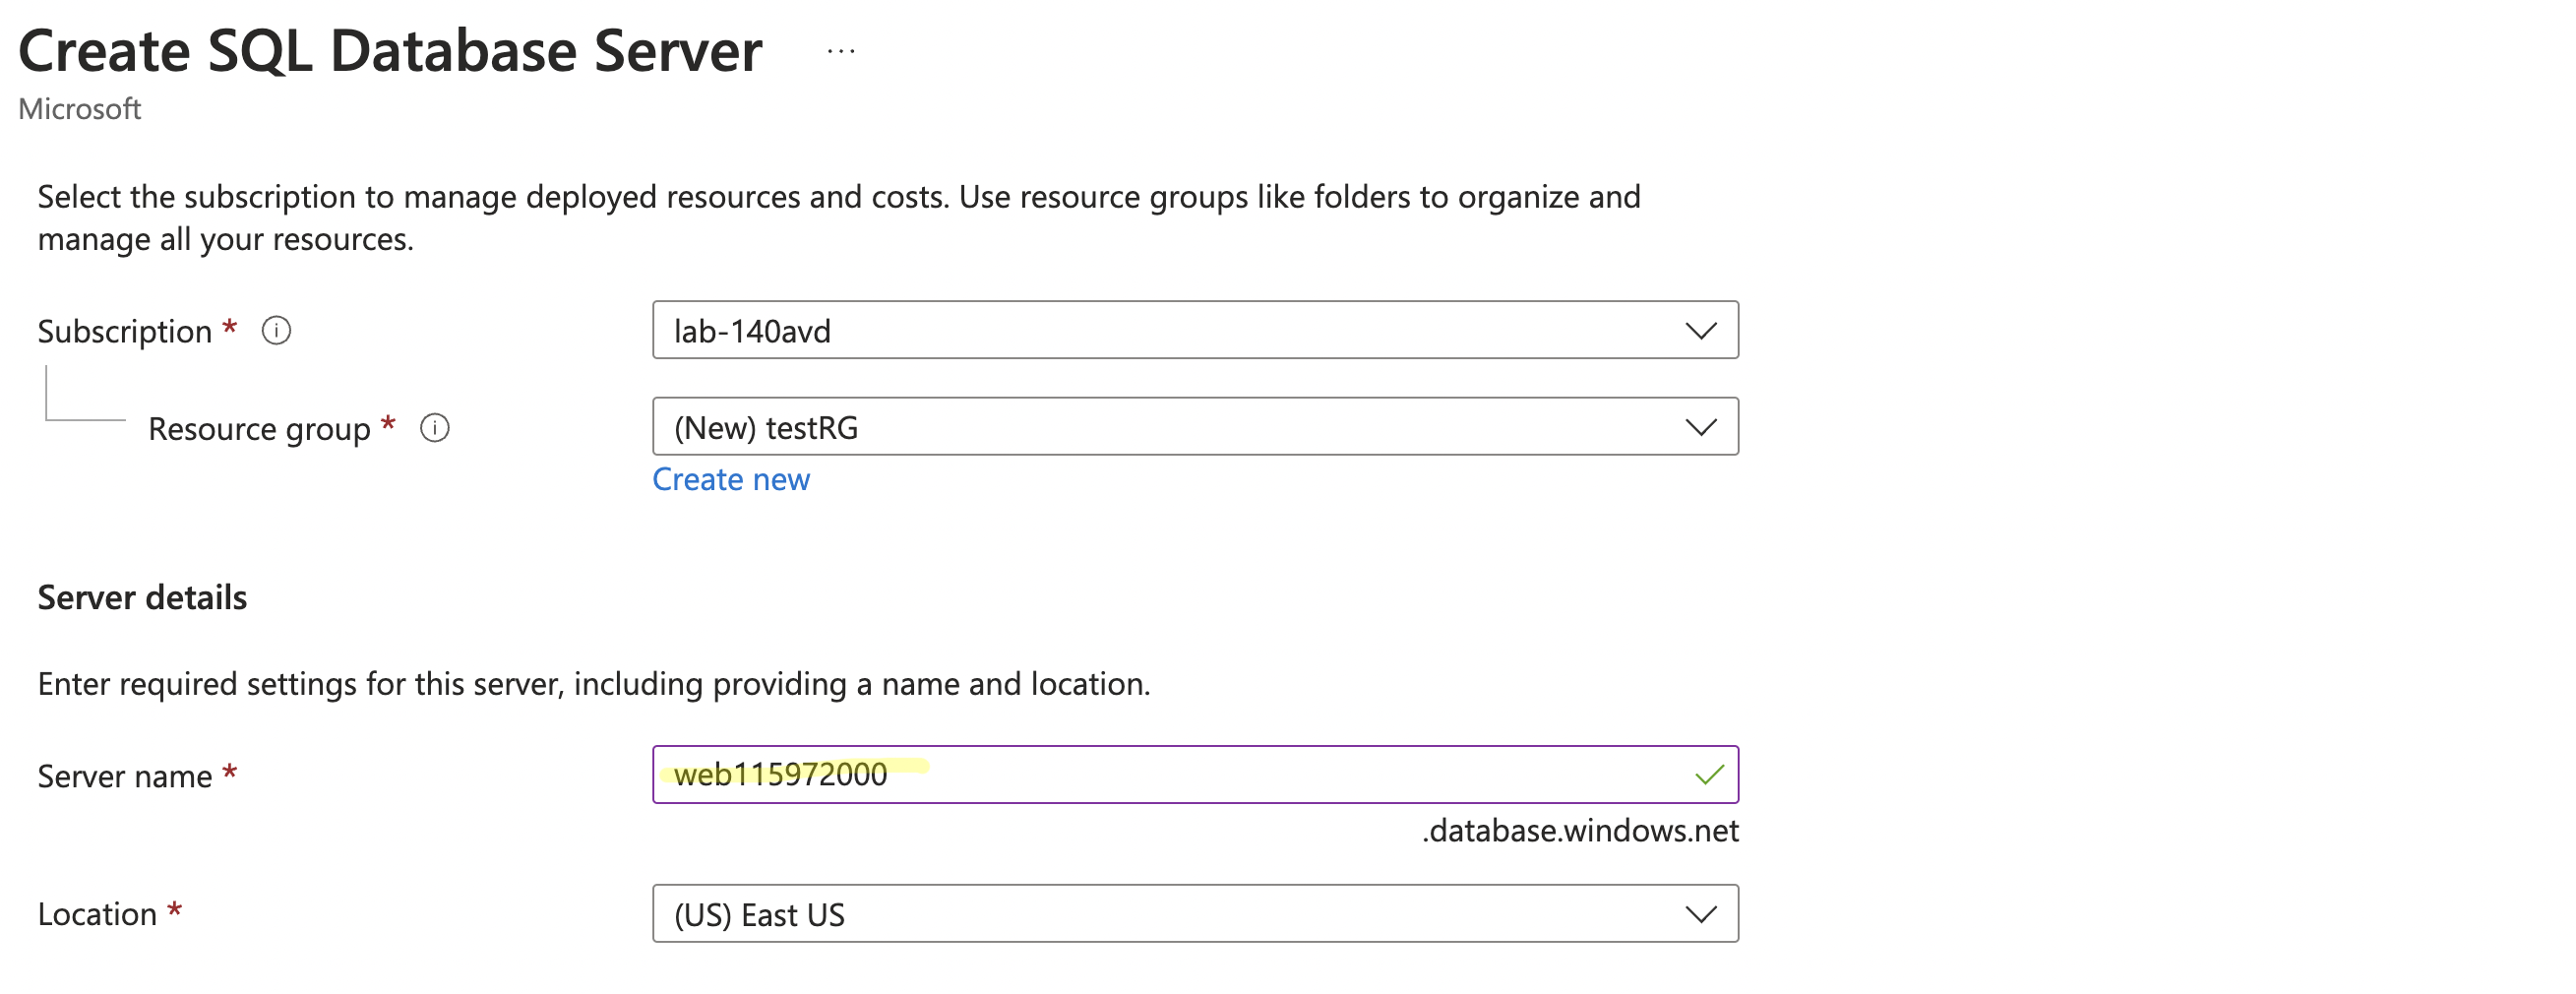 Create SQL Database Server ...
Microsoft
Select the subscription to manage deployed resources and costs. Use resource groups like folders to organize and
manage all your resources.
Subscription * i
lab-140avd
Resource group * i
(New) testRG
Create new
Server details
Enter required settings for this server, including providing a name and location.
Server name *
web115972000
.database.windows.net
Location *
(US) East US